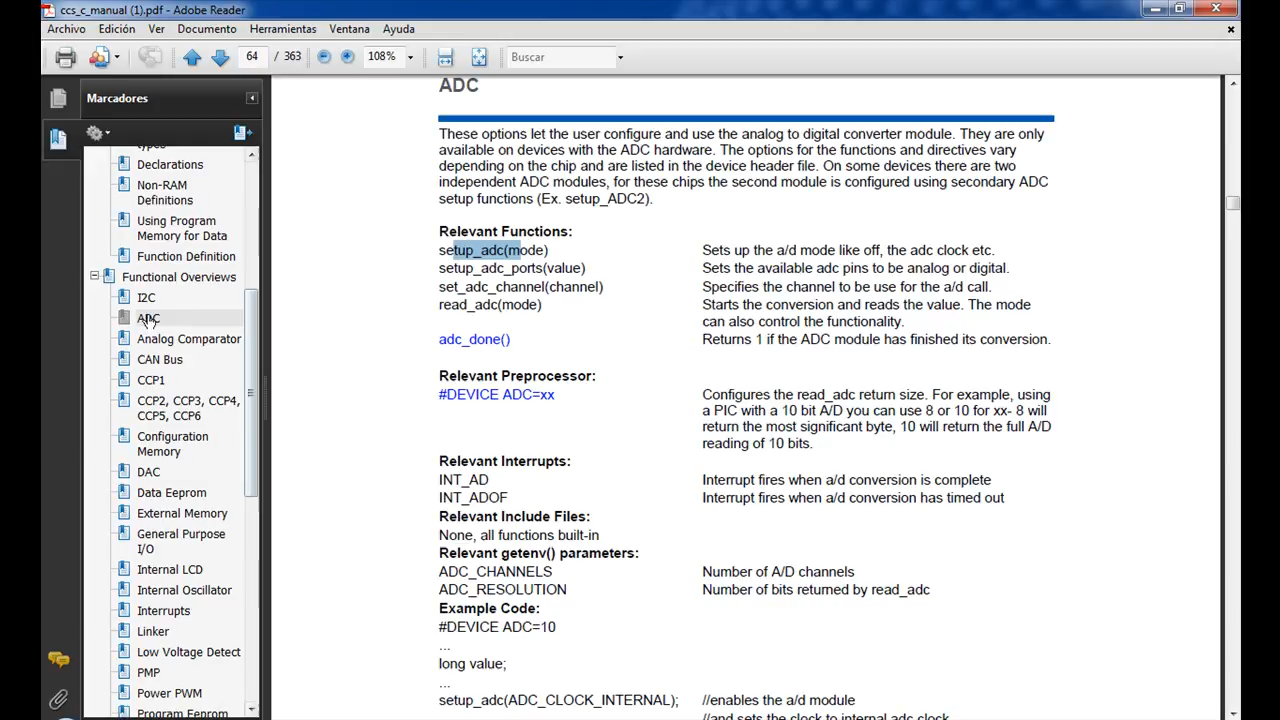 ccs_c_manual (1).pdf - Adobe Reader
Archivo Edición Ver Documento Herramientas Ventana Ayuda
64 / 363 108% Buscar
Marcadores
types
Declarations
Non-RAM
Definitions
Using Program
Memory for Data
Function Definition
Functional Overviews
I2C
ADC
Analog Comparator
CAN Bus
CCP1
CCP2, CCP3, CCP4,
CCP5, CCP6
Configuration
Memory
DAC
Data Eeprom
External Memory
General Purpose
I/O
Internal LCD
Internal Oscillator
Interrupts
Linker
Low Voltage Detect
PMP
Power PWM
Program Eeprom
ADC
These options let the user configure and use the analog to digital converter module. They are only
available on devices with the ADC hardware. The options for the functions and directives vary
depending on the chip and are listed in the device header file. On some devices there are two
independent ADC modules, for these chips the second module is configured using secondary ADC
setup functions (Ex. setup_ADC2).
Relevant Functions:
setup_adc(mode) Sets up the a/d mode like off, the adc clock etc.
setup_adc_ports(value) Sets the available adc pins to be analog or digital.
set_adc_channel(channel) Specifies the channel to be use for the a/d call.
read_adc(mode) Starts the conversion and reads the value. The mode
can also control the functionality.
adc_done() Returns 1 if the ADC module has finished its conversion.
Relevant Preprocessor:
#DEVICE ADC=xx Configures the read_adc return size. For example, using
a PIC with a 10 bit A/D you can use 8 or 10 for xx- 8 will
return the most significant byte, 10 will return the full A/D
reading of 10 bits.
Relevant Interrupts:
INT_AD Interrupt fires when a/d conversion is complete
INT_ADOF Interrupt fires when a/d conversion has timed out
Relevant Include Files:
None, all functions built-in
Relevant getenv() parameters:
ADC_CHANNELS Number of A/D channels
ADC_RESOLUTION Number of bits returned by read_adc
Example Code:
#DEVICE ADC=10
...
long value;
...
setup_adc(ADC_CLOCK_INTERNAL); //enables the a/d module
//and sets the clock to internal adc clock